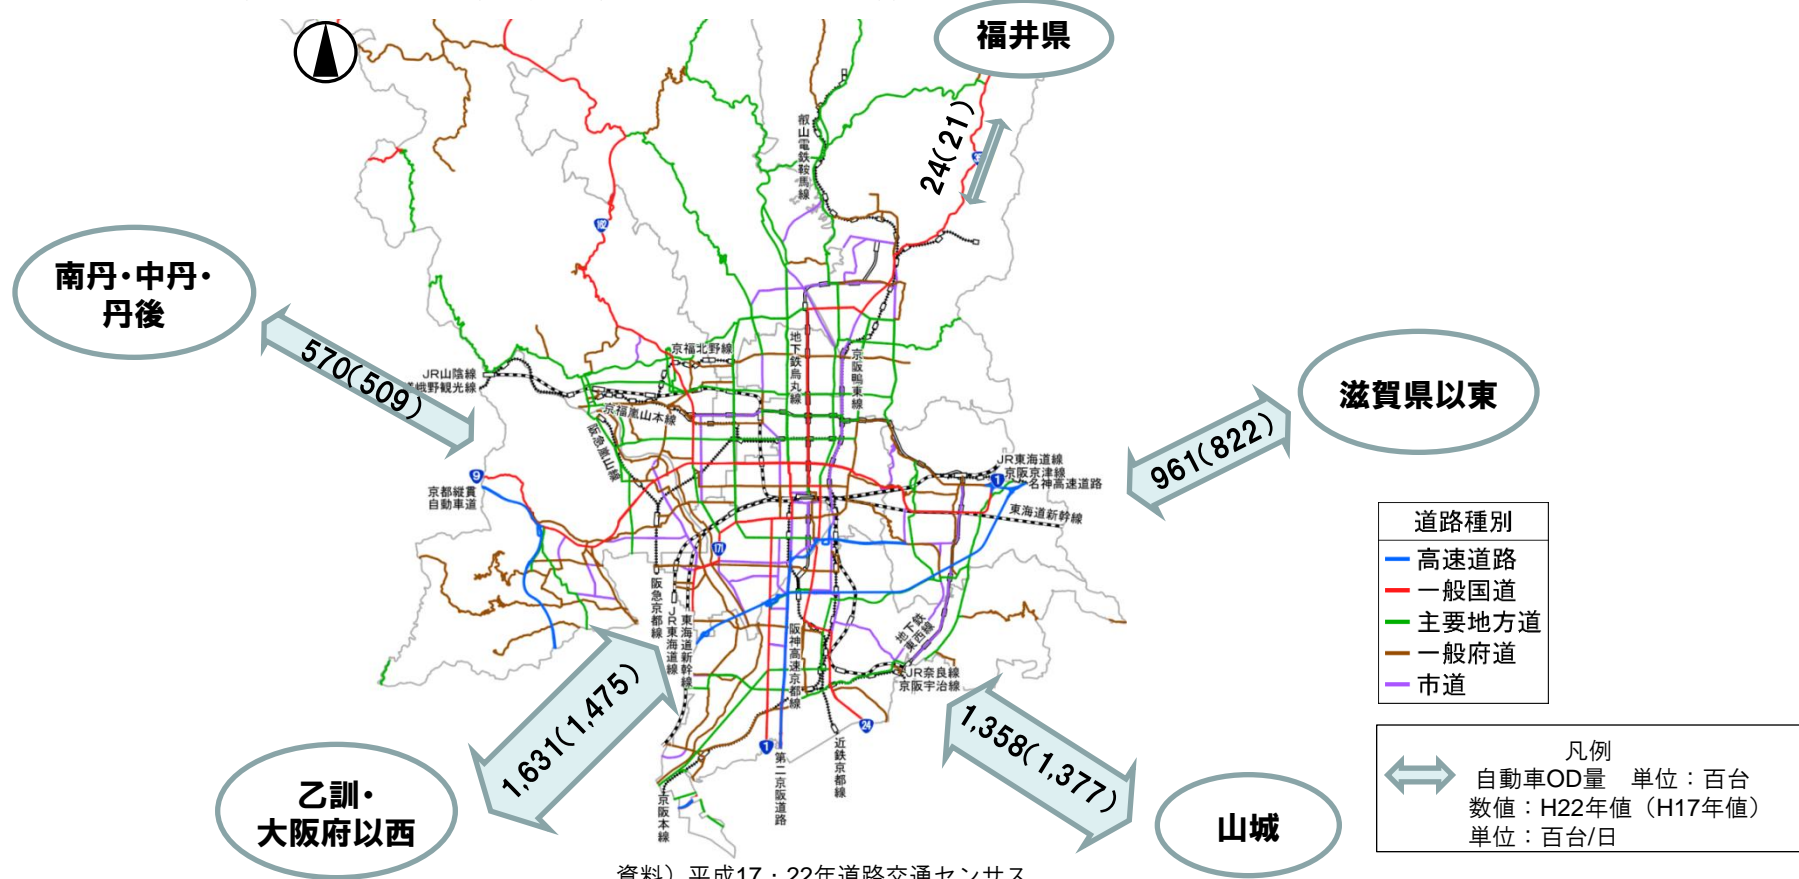 福井県
24(21)
叡山電鉄鞍馬線
162
南丹・中丹・
丹後
570(509)
JR山陰線
嵯峨野観光線
京福北野線
地下鉄烏丸線
京阪鴨東線
京福嵐山本線
阪急嵐山線
滋賀県以東
961(822)
9
京都縦貫
自動車道
JR東海道線
京阪京津線
1
名神高速道路
東海道新幹線
171
道路種別
高速道路
一般国道
主要地方道
一般府道
市道
阪急京都線
JR東海道線
東海道新幹線
阪神高速京都線
地下鉄
東西線
JR奈良線
京阪宇治線
1,631(1,475)
1,358(1,377)
24
1
第二京阪道路
近鉄京都線
京阪本線
乙訓・
大阪府以西
山城
凡例
自動車OD量 単位：百台
数値：H22年値（H17年値）
単位：百台/日
資料）平成17・22年道路交通センサス